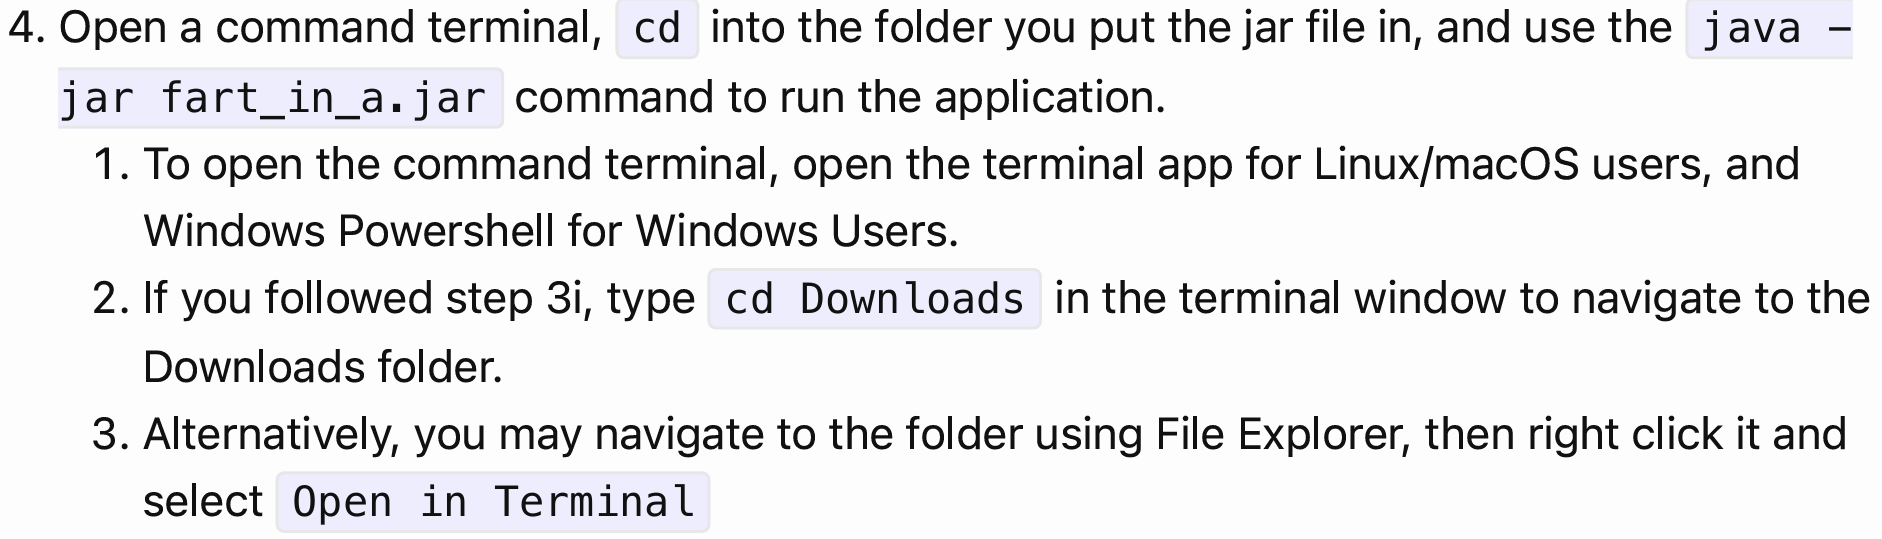 4. Open a command terminal, cd into the folder you put the jar file in, and use the java -
jar fart_in_a.jar command to run the application.
1. To open the command terminal, open the terminal app for Linux/macOS users, and
Windows Powershell for Windows Users.
2. If you followed step 3i, type cd Downloads in the terminal window to navigate to the
Downloads folder.
3. Alternatively, you may navigate to the folder using File Explorer, then right click it and
select Open in Terminal